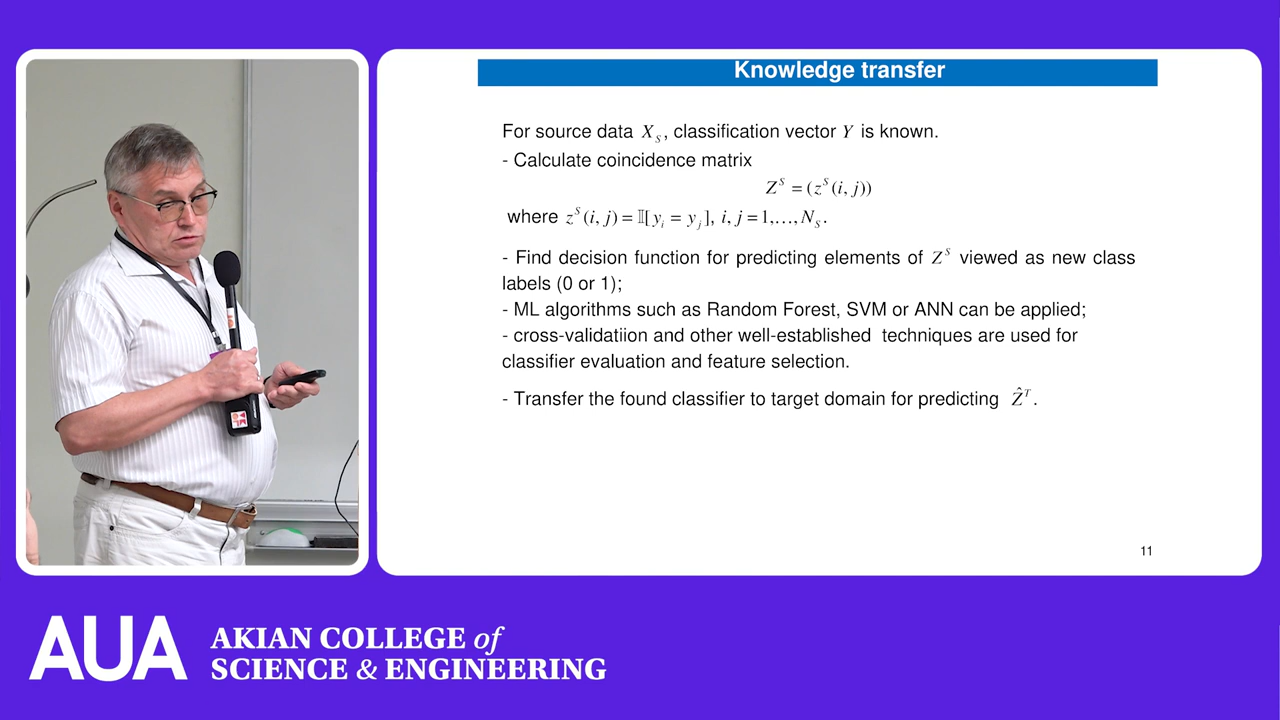 Knowledge transfer
For source data X_S, classification vector Y is known.
- Calculate coincidence matrix
Z^S = (z^S(i, j))
where z^S(i, j) = 𝕀[ y_i = y_j ], i, j = 1,…, N_S.
- Find decision function for predicting elements of Z^S viewed as new class
labels (0 or 1);
- ML algorithms such as Random Forest, SVM or ANN can be applied;
- cross-validatiion and other well-established techniques are used for
classifier evaluation and feature selection.
- Transfer the found classifier to target domain for predicting Ẑ^T.
11
AUA
AKIAN COLLEGE of
SCIENCE & ENGINEERING